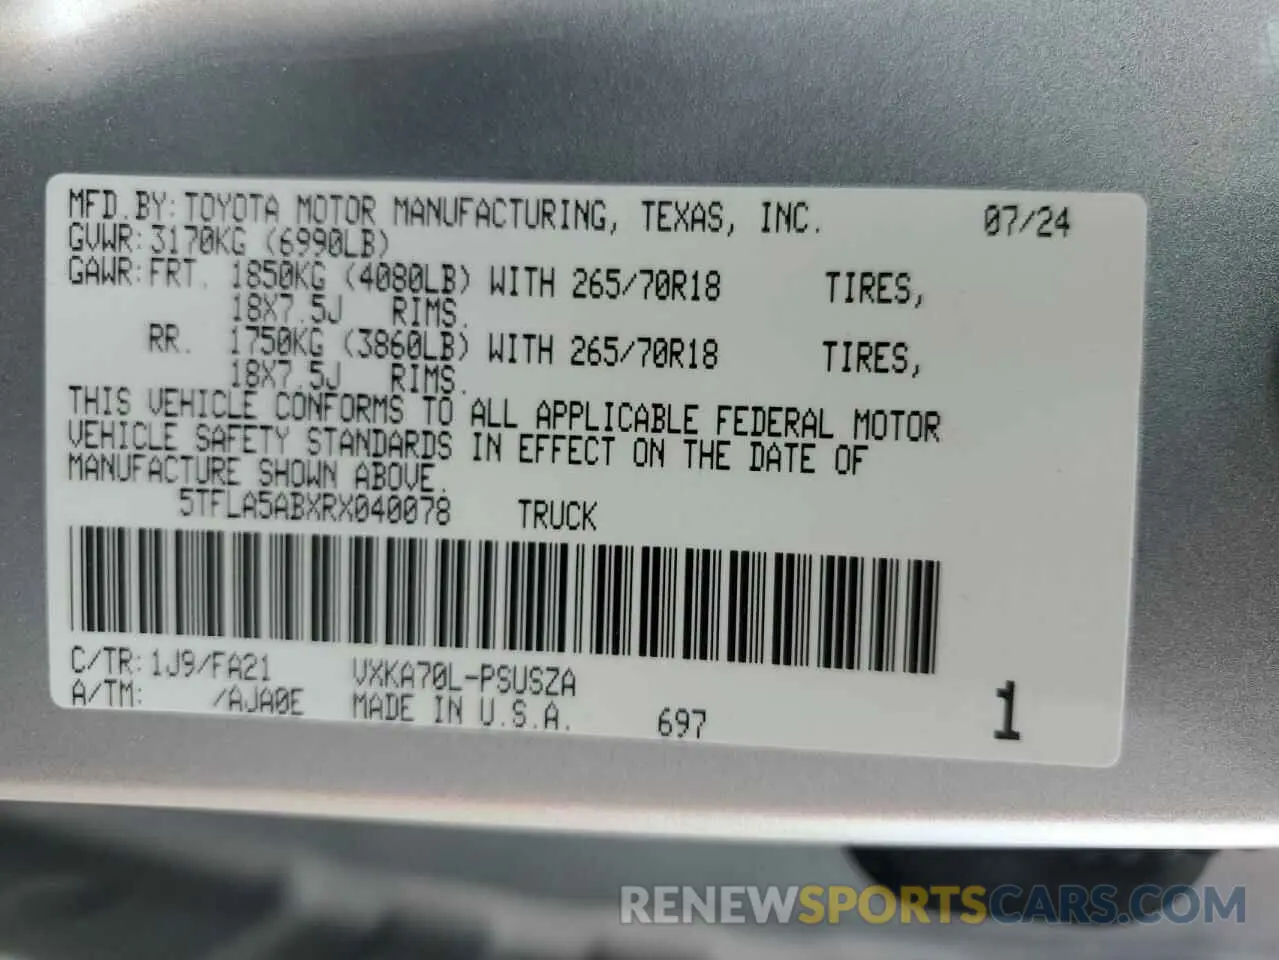 MFD.BY:TOYOTA MOTOR MANUFACTURING, TEXAS, INC. 07/24
GVWR:3170KG (6990LB)
GAWR:FRT. 1850KG (4080LB) WITH 265/70R18 TIRES,
18X7.5J RIMS.
RR. 1750KG (3860LB) WITH 265/70R18 TIRES,
18X7.5J RIMS.
THIS VEHICLE CONFORMS TO ALL APPLICABLE FEDERAL MOTOR
VEHICLE SAFETY STANDARDS IN EFFECT ON THE DATE OF
MANUFACTURE SHOWN ABOVE.
5TFLA5ABXRX040078 TRUCK
C/TR:1J9/FA21 VXKA70L-PSUSZA
A/TM: /AJA0E MADE IN U.S.A. 697 1
RENEWSPORTSCARS.COM